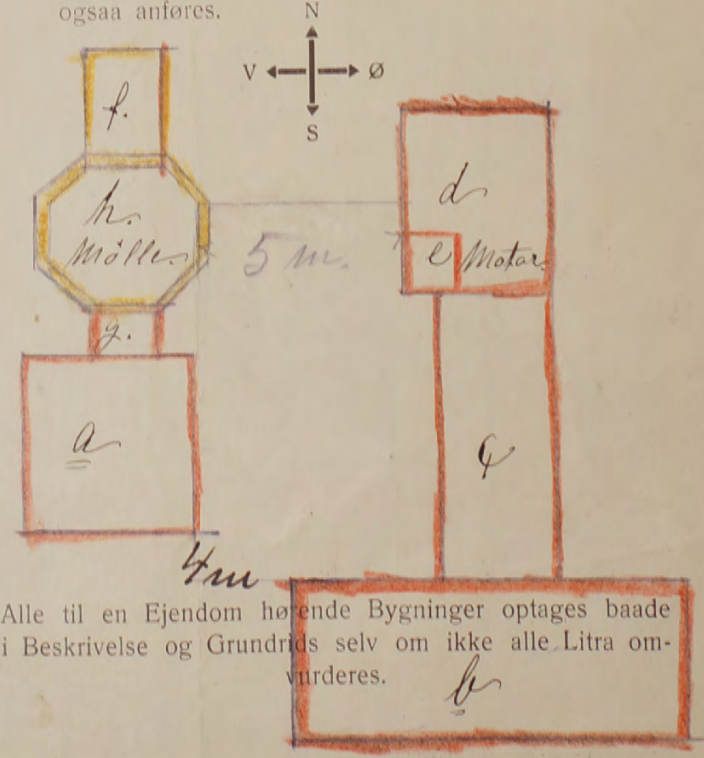 ogsaa anføres.
N
V Ø
S
f.
h.
Mölle.
5 m.
d
e Motor
g.
a
c
4 m
Alle til en Ejendom hørende Bygninger optages baade
i Beskrivelse og Grundrids selv om ikke alle Litra om-
vurderes.
b